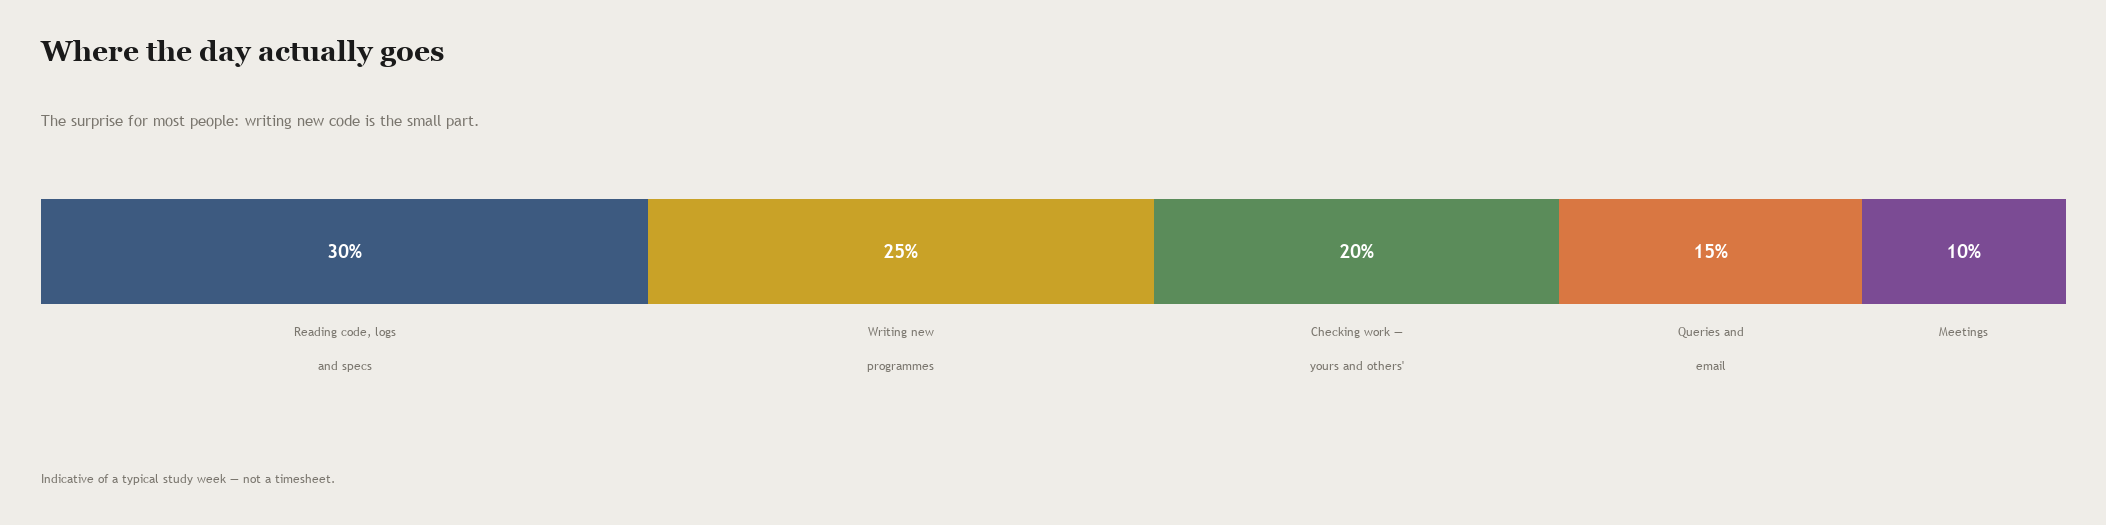 Where the day actually goes
The surprise for most people: writing new code is the small part.
30%
25%
20%
15%
10%
Reading code, logs
and specs
Writing new
programmes
Checking work —
yours and others'
Queries and
email
Meetings
Indicative of a typical study week — not a timesheet.